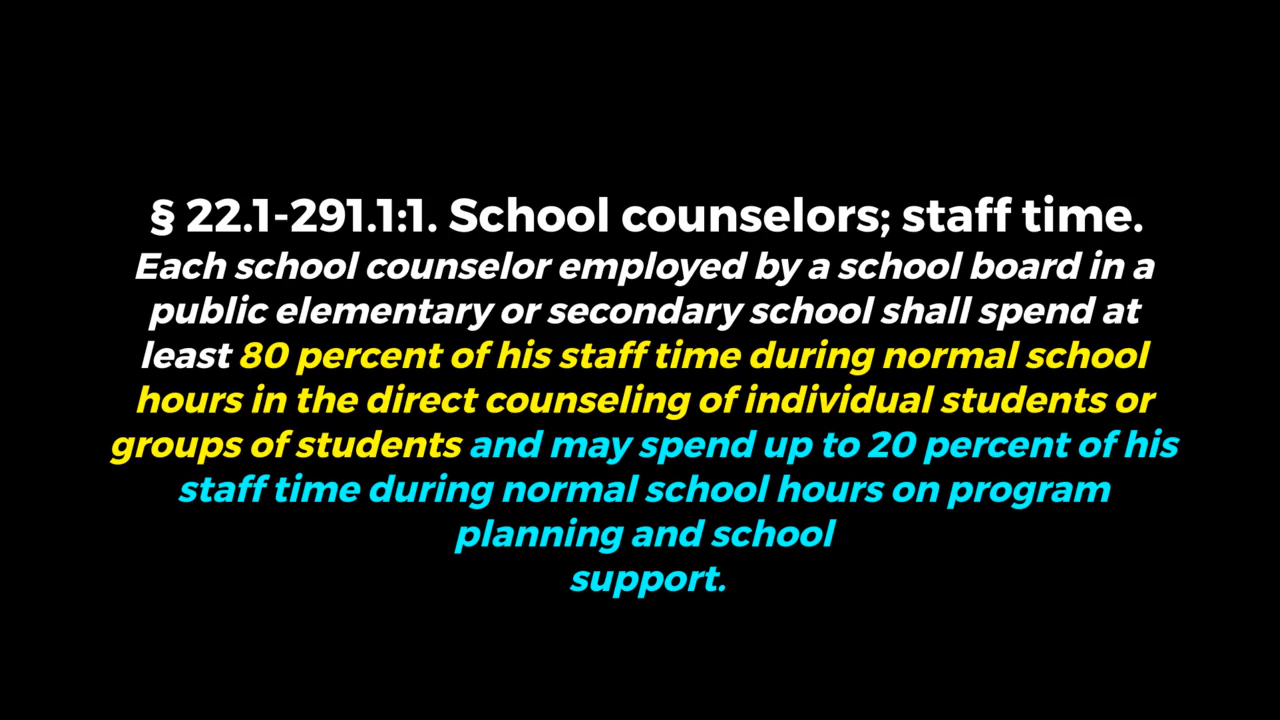 § 22.1-291.1:1. School counselors; staff time.
Each school counselor employed by a school board in a
public elementary or secondary school shall spend at
least 80 percent of his staff time during normal school
hours in the direct counseling of individual students or
groups of students and may spend up to 20 percent of his
staff time during normal school hours on program
planning and school
support.